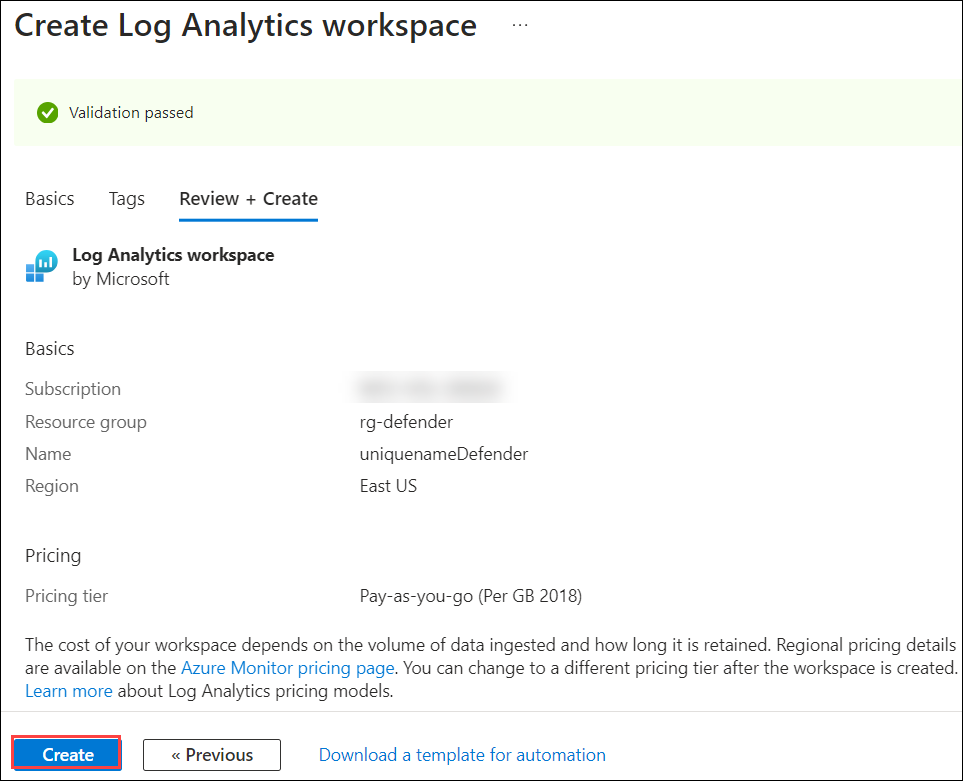 Create Log Analytics workspace ...
Validation passed
Basics Tags Review + Create
Log Analytics workspace
by Microsoft
Basics
Subscription
Resource group rg-defender
Name uniquenameDefender
Region East US
Pricing
Pricing tier Pay-as-you-go (Per GB 2018)
The cost of your workspace depends on the volume of data ingested and how long it is retained. Regional pricing details
are available on the Azure Monitor pricing page. You can change to a different pricing tier after the workspace is created.
Learn more about Log Analytics pricing models.
Create « Previous Download a template for automation